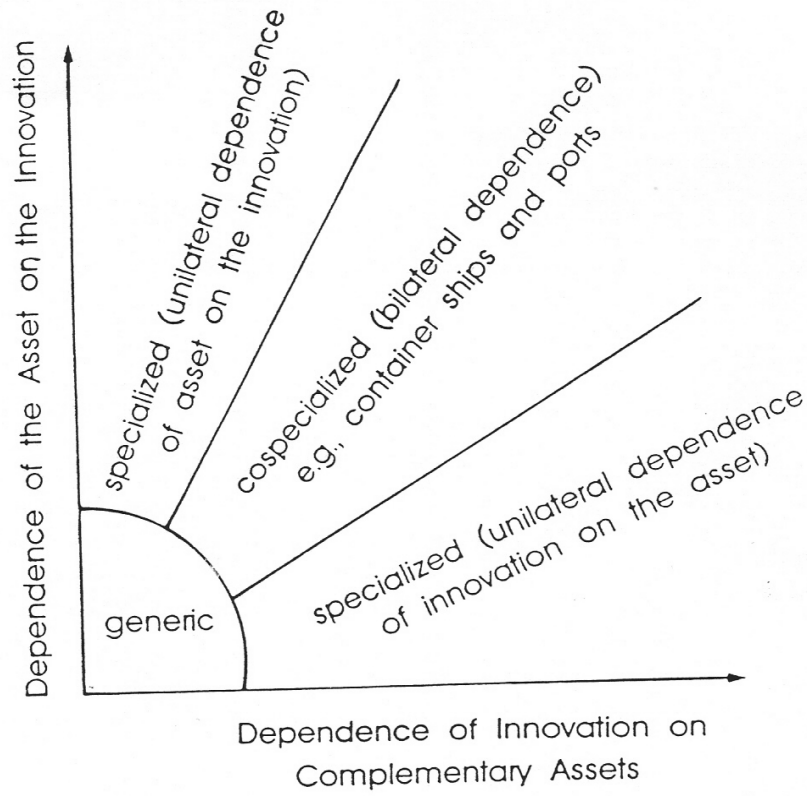 Dependence of the Asset on the Innovation
specialized (unilateral dependence
of asset on the innovation)
cospecialized (bilateral dependence)
e.g., container ships and ports
specialized (unilateral dependence
of innovation on the asset)
generic
Dependence of Innovation on
Complementary Assets